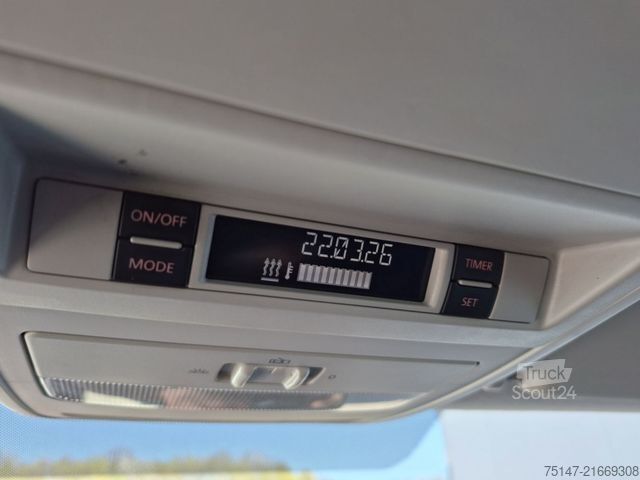 ON/OFF
22.03.26
TIMER
MODE
SET
Truck
Scout24
75147-21669308